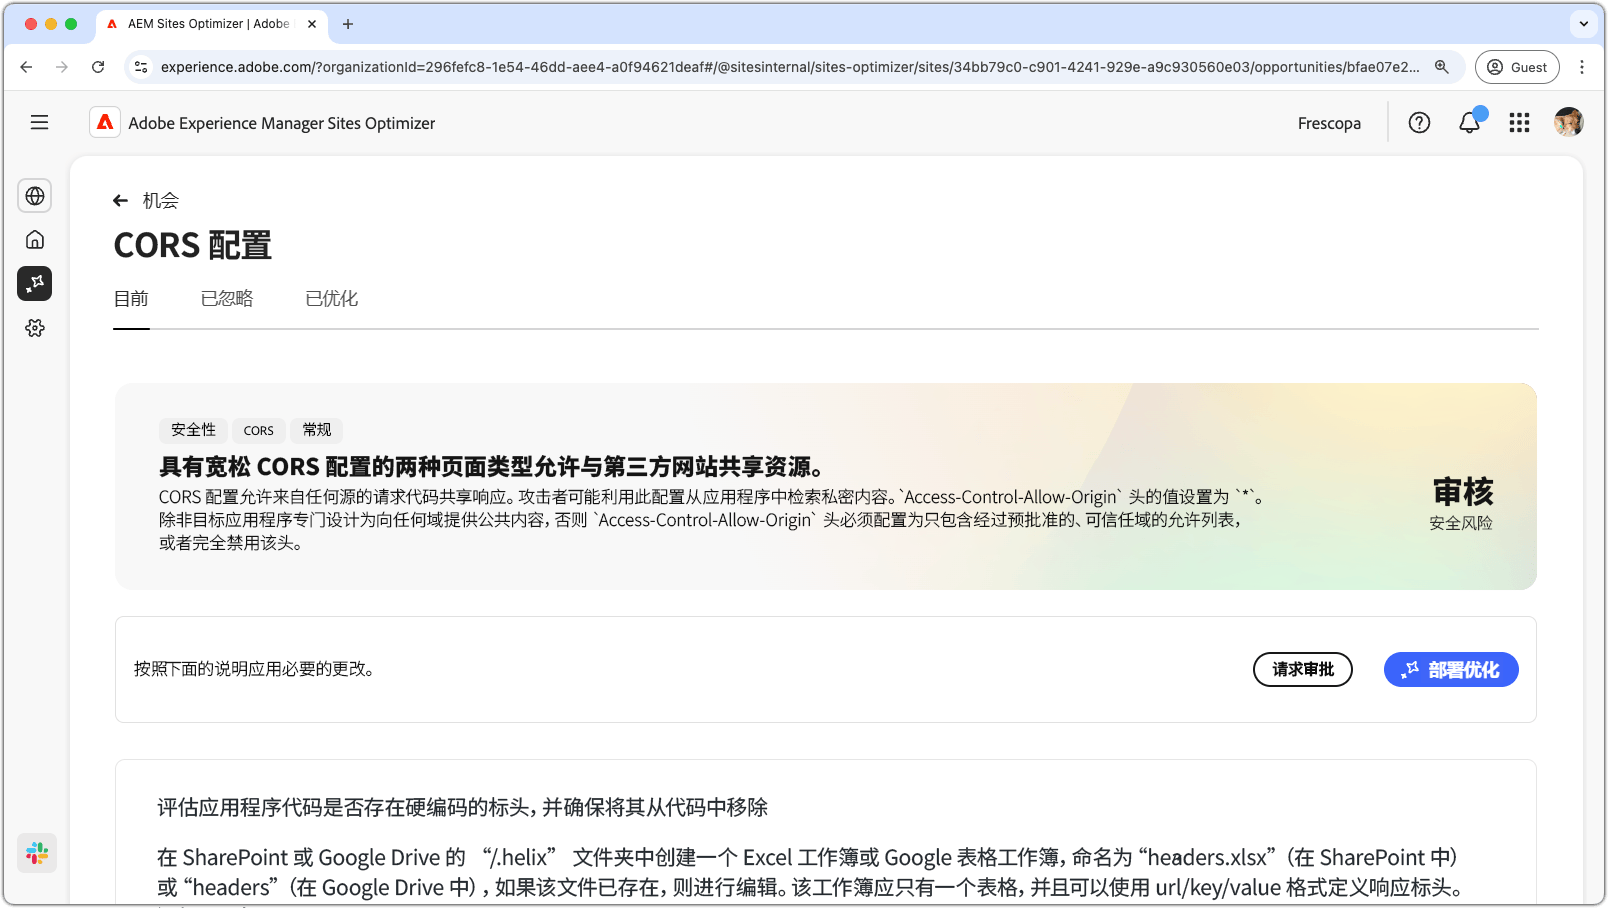 AEM Sites Optimizer | Adobe
experience.adobe.com/?organizationId=296fefc8-1e54-46dd-aee4-a0f94621deaf#/@sitesinternal/sites-optimizer/sites/34bb79c0-c901-4241-929e-a9c930560e03/opportunities/bfae07e2...
Guest
Adobe Experience Manager Sites Optimizer
Frescopa
机会
CORS 配置
目前 已忽略 已优化
安全性 CORS 常规
具有宽松 CORS 配置的两种页面类型允许与第三方网站共享资源。
CORS 配置允许来自任何源的请求代码共享响应。攻击者可能利用此配置从应用程序中检索私密内容。`Access-Control-Allow-Origin` 头的值设置为 `*`。
除非目标应用程序专门设计为向任何域提供公共内容，否则 `Access-Control-Allow-Origin` 头必须配置为只包含经过预批准的、可信任域的允许列表，
或者完全禁用该头。
审核
安全风险
按照下面的说明应用必要的更改。
请求审批
部署优化
评估应用程序代码是否存在硬编码的标头，并确保将其从代码中移除
在 SharePoint 或 Google Drive 的 “/.helix” 文件夹中创建一个 Excel 工作簿或 Google 表格工作簿，命名为 “headers.xlsx”（在 SharePoint 中）
或 “headers”（在 Google Drive 中），如果该文件已存在，则进行编辑。该工作簿应只有一个表格，并且可以使用 url/key/value 格式定义响应标头。